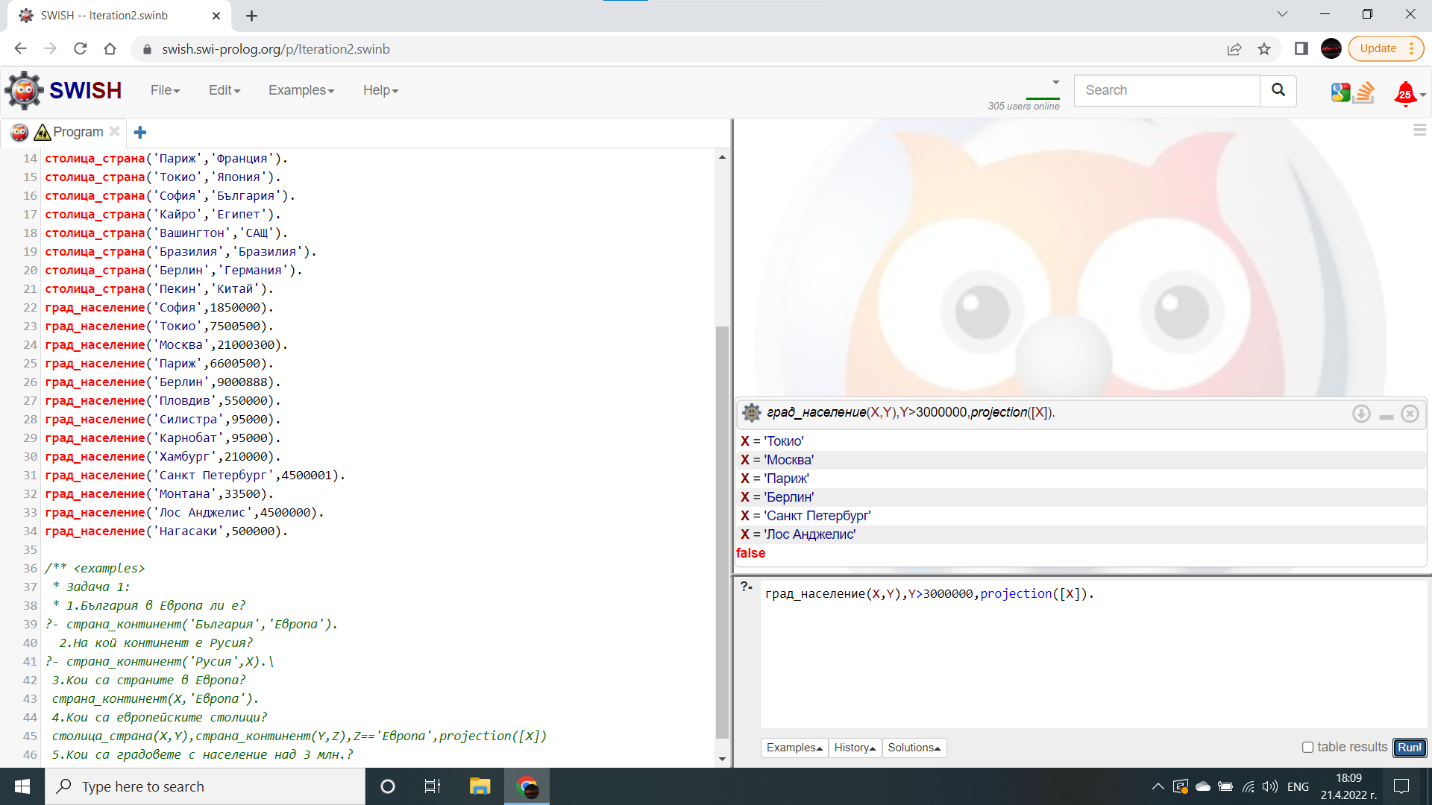 SWISH -- Iteration2.swinb
swish.swi-prolog.org/p/Iteration2.swinb
Update
SWISH
File Edit Examples Help
305 users online
Search
25
Program
14 столица_страна('Париж','Франция').
15 столица_страна('Токио','Япония').
16 столица_страна('София','България').
17 столица_страна('Кайро','Египет').
18 столица_страна('Вашингтон','САЩ').
19 столица_страна('Бразилия','Бразилия').
20 столица_страна('Берлин','Германия').
21 столица_страна('Пекин','Китай').
22 град_население('София',1850000).
23 град_население('Токио',7500500).
24 град_население('Москва',21000300).
25 град_население('Париж',6600500).
26 град_население('Берлин',9000888).
27 град_население('Пловдив',550000).
28 град_население('Силистра',95000).
29 град_население('Карнобат',95000).
30 град_население('Хамбург',210000).
31 град_население('Санкт Петербург',4500001).
32 град_население('Монтана',33500).
33 град_население('Лос Анджелис',4500000).
34 град_население('Нагасаки',500000).
35
36 /** <examples>
37 * Задача 1:
38 * 1.България в Европа ли е?
39 ?- страна_континент('България','Европа').
40 2.На кой континент е Русия?
41 ?- страна_континент('Русия',X).\
42 3.Кои са страните в Европа?
43 страна_континент(X,'Европа').
44 4.Кои са европейските столици?
45 столица_страна(X,Y),страна_континент(Y,Z),Z=='Европа',projection([X])
46 5.Кои са градовете с население над 3 млн.?
град_население(X,Y),Y>3000000,projection([X]).
X = 'Токио'
X = 'Москва'
X = 'Париж'
X = 'Берлин'
X = 'Санкт Петербург'
X = 'Лос Анджелис'
false
?- град_население(X,Y),Y>3000000,projection([X]).
Examples History Solutions table results Run!
Type here to search
ENG
18:09
21.4.2022 г.